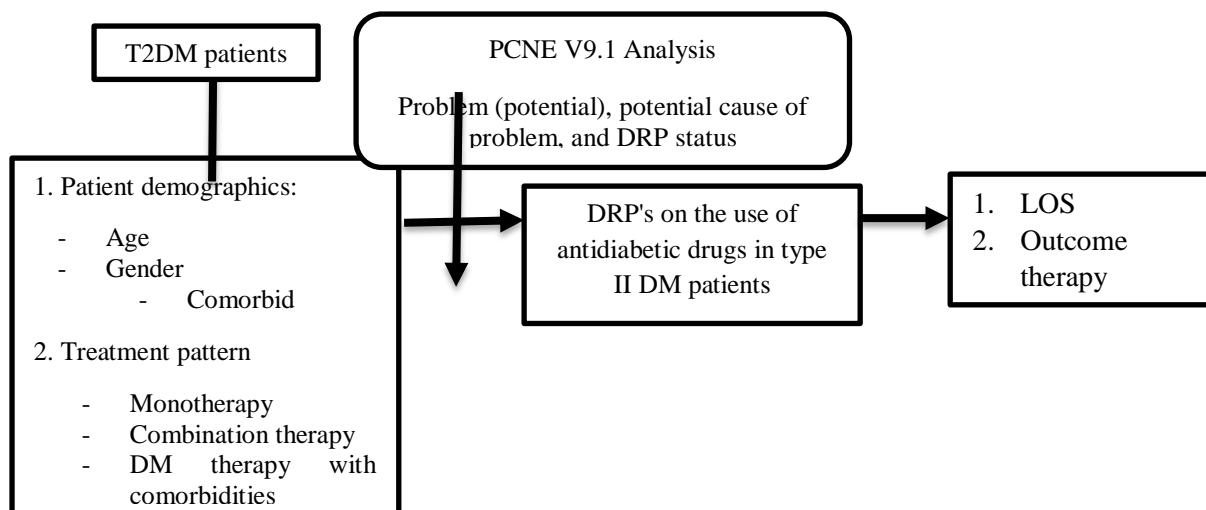 T2DM patients
PCNE V9.1 Analysis
Problem (potential), potential cause of
problem, and DRP status
1. Patient demographics:
- Age
- Gender
- Comorbid
2. Treatment pattern
- Monotherapy
- Combination therapy
- DM therapy with
comorbidities
DRP's on the use of
antidiabetic drugs in type
II DM patients
1. LOS
2. Outcome
therapy